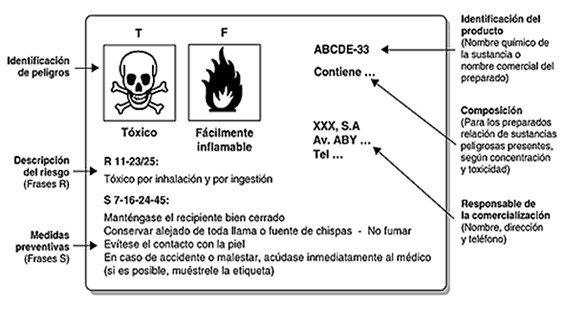 Identificación
de peligros
Descripción
del riesgo
(Frases R)
Medidas
preventivas
(Frases S)
T
F
Tóxico
Fácilmente
inflamable
R 11-23/25:
Tóxico por inhalación y por ingestión
S 7-16-24-45:
Manténgase el recipiente bien cerrado
Conservar alejado de toda llama o fuente de chispas - No fumar
Evítese el contacto con la piel
En caso de accidente o malestar, acúdase inmediatamente al médico
(si es posible, muéstrele la etiqueta)
ABCDE-33
Contiene ...
XXX, S.A
Av. ABY ...
Tel ...
Identificación del
producto
(Nombre químico de
la sustancia o
nombre comercial del
preparado)
Composición
(Para los preparados
relación de sustancias
peligrosas presentes,
según concentración
y toxicidad)
Responsable de
la comercialización
(Nombre, dirección
y teléfono)